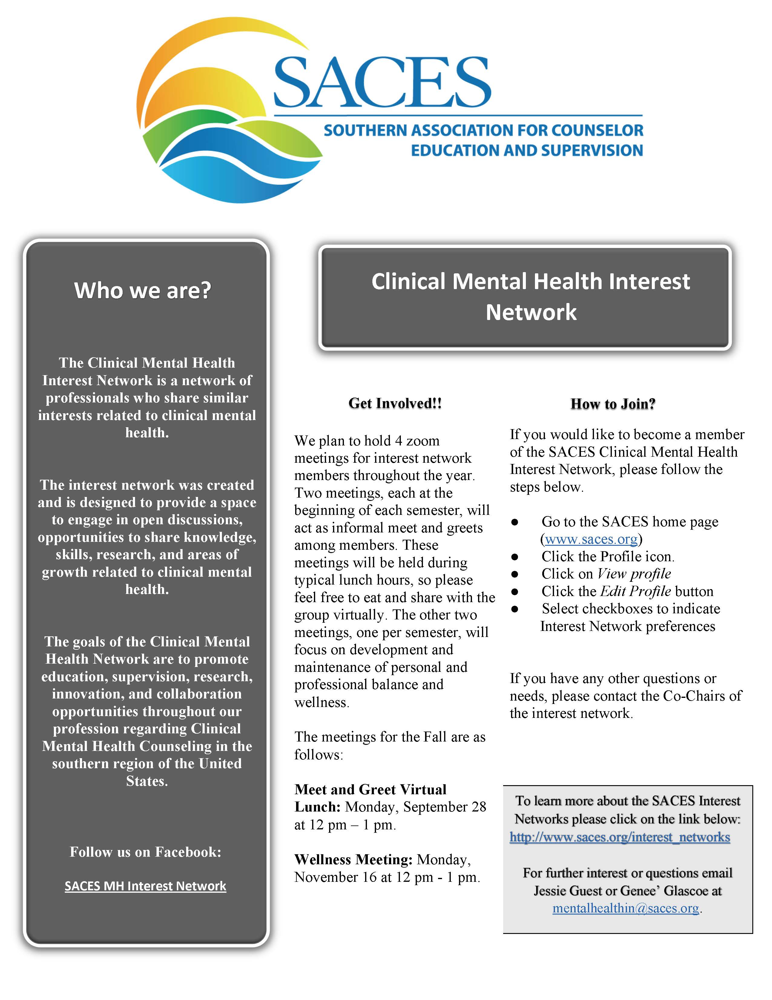 SACES
SOUTHERN ASSOCIATION FOR COUNSELOR
EDUCATION AND SUPERVISION
Who we are?
The Clinical Mental Health
Interest Network is a network of
professionals who share similar
interests related to clinical mental
health.
The interest network was created
and is designed to provide a space
to engage in open discussions,
opportunities to share knowledge,
skills, research, and areas of
growth related to clinical mental
health.
The goals of the Clinical Mental
Health Network are to promote
education, supervision, research,
innovation, and collaboration
opportunities throughout our
profession regarding Clinical
Mental Health Counseling in the
southern region of the United
States.
Follow us on Facebook:
SACES MH Interest Network
Clinical Mental Health Interest
Network
Get Involved!!
We plan to hold 4 zoom
meetings for interest network
members throughout the year.
Two meetings, each at the
beginning of each semester, will
act as informal meet and greets
among members. These
meetings will be held during
typical lunch hours, so please
feel free to eat and share with the
group virtually. The other two
meetings, one per semester, will
focus on development and
maintenance of personal and
professional balance and
wellness.
The meetings for the Fall are as
follows:
Meet and Greet Virtual
Lunch: Monday, September 28
at 12 pm – 1 pm.
Wellness Meeting: Monday,
November 16 at 12 pm - 1 pm.
How to Join?
If you would like to become a member
of the SACES Clinical Mental Health
Interest Network, please follow the
steps below.
● Go to the SACES home page
(www.saces.org)
● Click the Profile icon.
● Click on View profile
● Click the Edit Profile button
● Select checkboxes to indicate
Interest Network preferences
If you have any other questions or
needs, please contact the Co-Chairs of
the interest network.
To learn more about the SACES Interest
Networks please click on the link below:
http://www.saces.org/interest_networks
For further interest or questions email
Jessie Guest or Genee’ Glascoe at
mentalhealthin@saces.org.